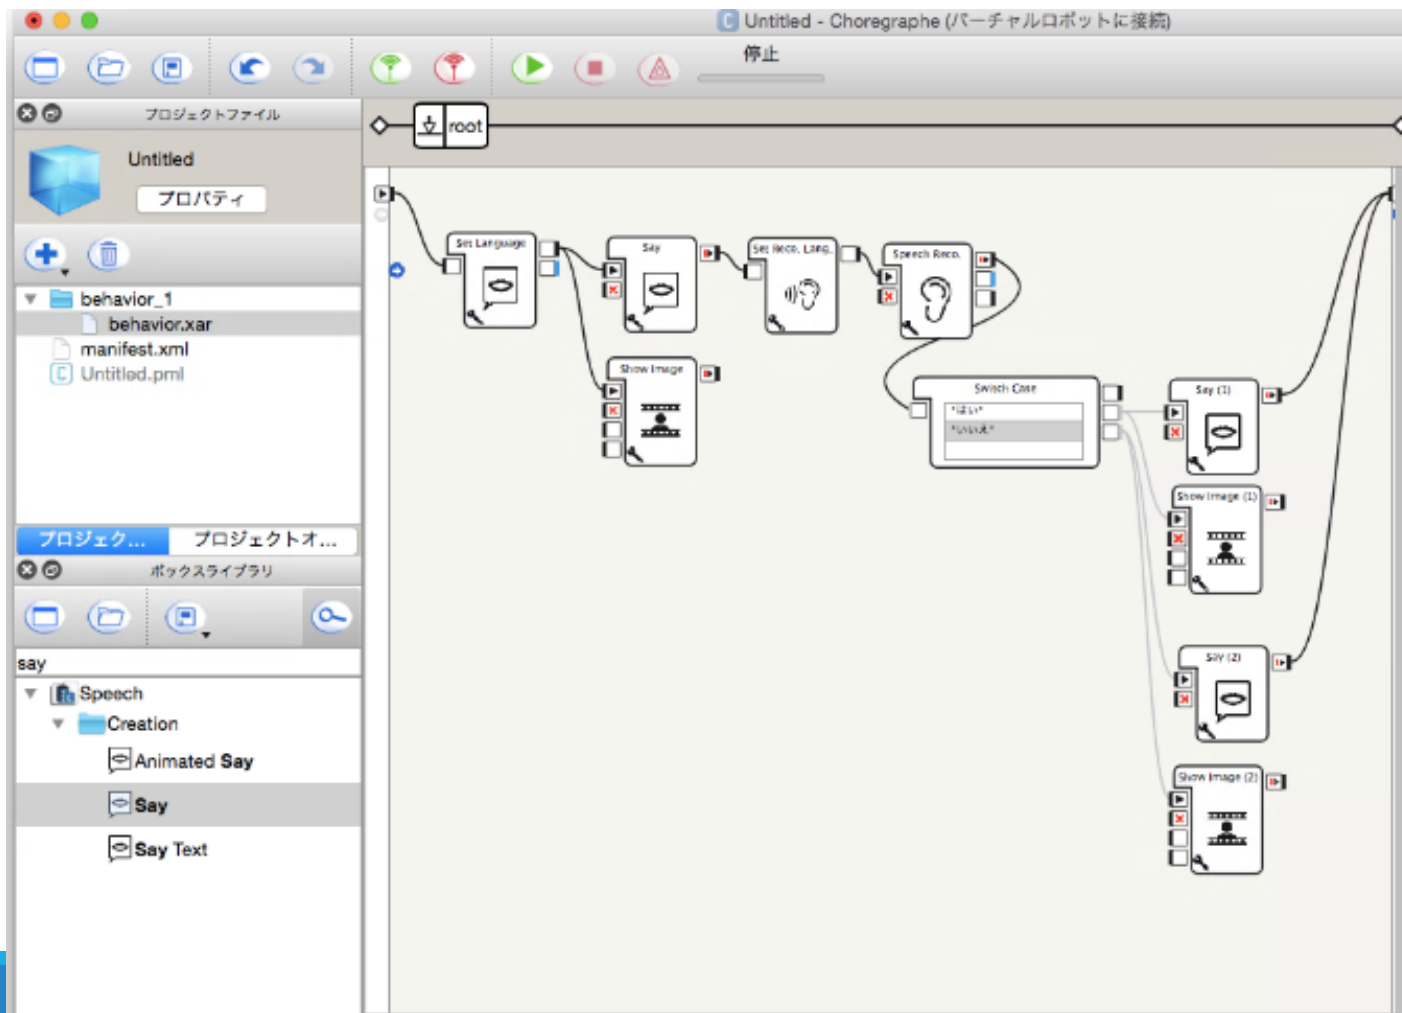 Untitled - Choregraphe (バーチャルロボットに接続)
停止
プロジェクトファイル
root
Untitled
プロパティ
behavior_1
behavior.xar
manifest.xml
Untitled.pml
プロジェク...
プロジェクトオ...
ボックスライブラリ
say
Speech
Creation
Animated Say
Say
Say Text
Set Language
Say
Set Reco. Lang.
Speech Reco.
Show Image
Switch Case
"はい"
"いいえ"
Say (1)
Show Image (1)
Say (2)
Show Image (2)